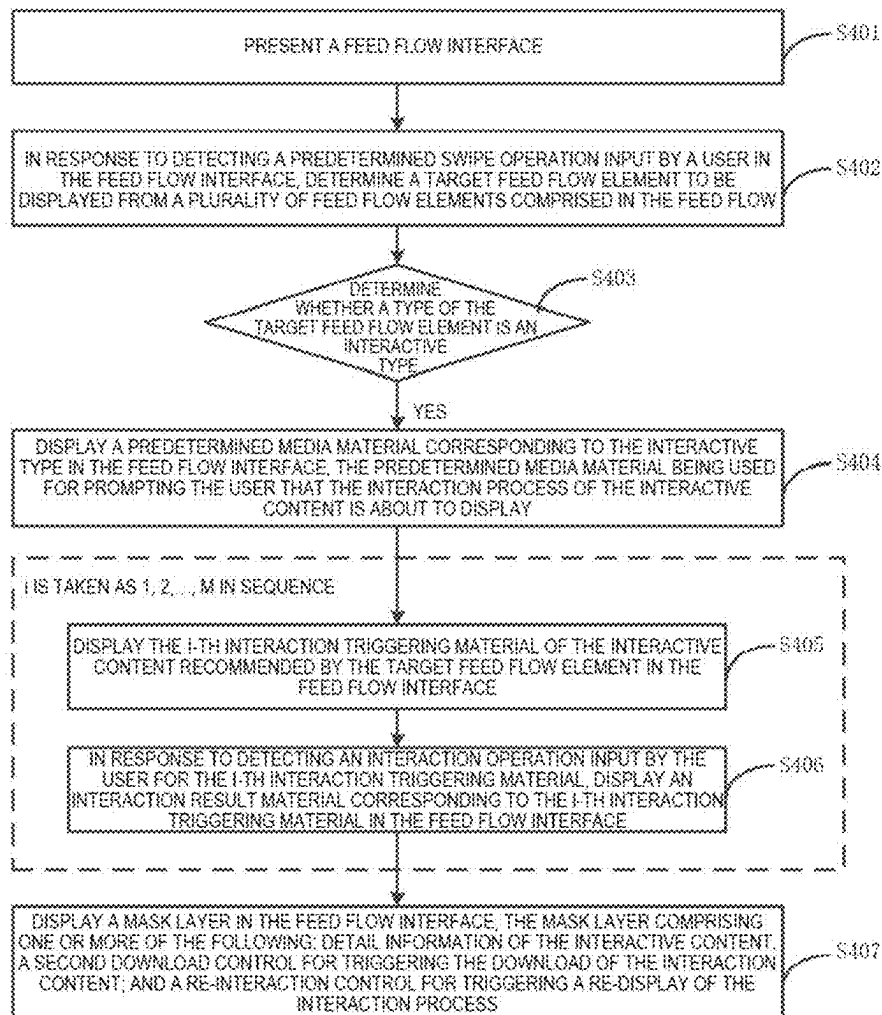 PRESENT A FEED FLOW INTERFACE
S401
IN RESPONSE TO DETECTING A PREDETERMINED SWIPE OPERATION INPUT BY A USER IN
THE FEED FLOW INTERFACE, DETERMINE A TARGET FEED FLOW ELEMENT TO BE
DISPLAYED FROM A PLURALITY OF FEED FLOW ELEMENTS COMPRISED IN THE FEED FLOW
S402
DETERMINE
WHETHER A TYPE OF THE
TARGET FEED FLOW ELEMENT IS AN
INTERACTIVE
TYPE
S403
YES
DISPLAY A PREDETERMINED MEDIA MATERIAL CORRESPONDING TO THE INTERACTIVE
TYPE IN THE FEED FLOW INTERFACE, THE PREDETERMINED MEDIA MATERIAL BEING USED
FOR PROMPTING THE USER THAT THE INTERACTION PROCESS OF THE INTERACTIVE
CONTENT IS ABOUT TO DISPLAY
S404
i IS TAKEN AS 1, 2, . . , M IN SEQUENCE
DISPLAY THE I-TH INTERACTION TRIGGERING MATERIAL OF THE INTERACTIVE
CONTENT RECOMMENDED BY THE TARGET FEED FLOW ELEMENT IN THE
FEED FLOW INTERFACE
S405
IN RESPONSE TO DETECTING AN INTERACTION OPERATION INPUT BY THE
USER FOR THE I-TH INTERACTION TRIGGERING MATERIAL, DISPLAY AN
INTERACTION RESULT MATERIAL CORRESPONDING TO THE I-TH INTERACTION
TRIGGERING MATERIAL IN THE FEED FLOW INTERFACE
S406
DISPLAY A MASK LAYER IN THE FEED FLOW INTERFACE, THE MASK LAYER COMPRISING
ONE OR MORE OF THE FOLLOWING: DETAIL INFORMATION OF THE INTERACTIVE CONTENT,
A SECOND DOWNLOAD CONTROL FOR TRIGGERING THE DOWNLOAD OF THE INTERACTION
CONTENT; AND A RE-INTERACTION CONTROL FOR TRIGGERING A RE-DISPLAY OF THE
INTERACTION PROCESS
S407